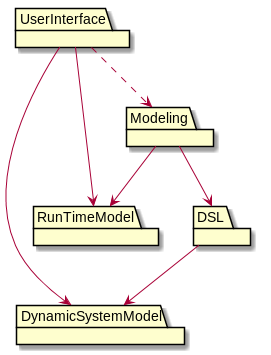 UserInterface
Modeling
RunTimeModel
DSL
DynamicSystemModel